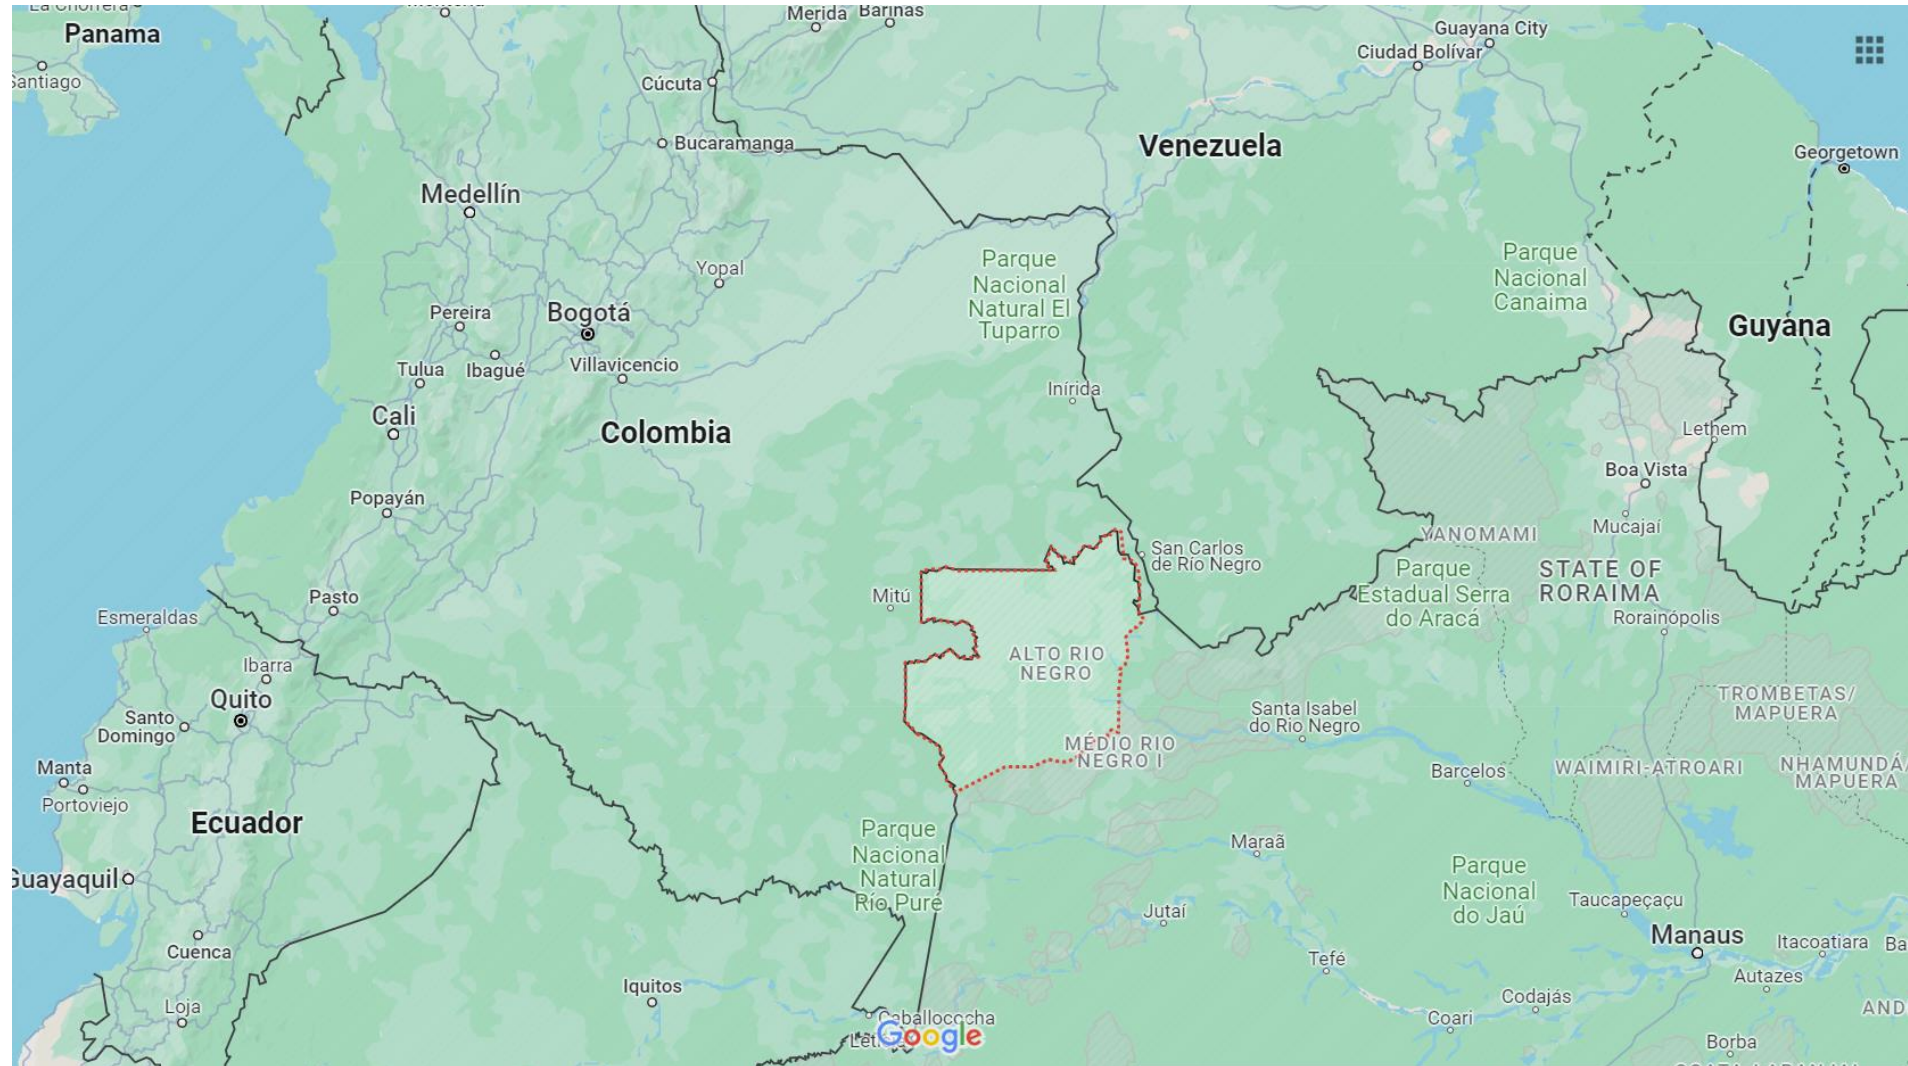 La Chorrera
Panama
Santiago
Merida
Barinas
Guayana City
Ciudad Bolívar
Cúcuta
Bucaramanga
Venezuela
Georgetown
Medellín
Parque
Nacional
Natural El
Tuparro
Parque
Nacional
Canaima
Yopal
Pereira
Bogotá
Guyana
Tulua
Ibagué
Villavicencio
Inírida
Cali
Colombia
Lethem
Boa Vista
Popayán
Mucajaí
YANOMAMI
San Carlos
de Río Negro
Parque
Estadual Serra
do Aracá
STATE OF
RORAIMA
Mitú
Pasto
Esmeraldas
Rorainópolis
Ibarra
ALTO RIO
NEGRO
Quito
Santo
Domingo
Santa Isabel
do Rio Negro
TROMBETAS/
MAPUERA
MÉDIO RIO
NEGRO I
Manta
Portoviejo
Barcelos
WAIMIRI-ATROARI
NHAMUNDÁ/
MAPUERA
Ecuador
Parque
Nacional
Natural
Río Puré
Maraã
Parque
Nacional
do Jaú
Guayaquil
Jutaí
Taucapeçaçu
Cuenca
Manaus
Itacoatiara
Ba
Tefé
Autazes
Iquitos
Codajás
Loja
Caballococha
Coari
AND
Google
Borba